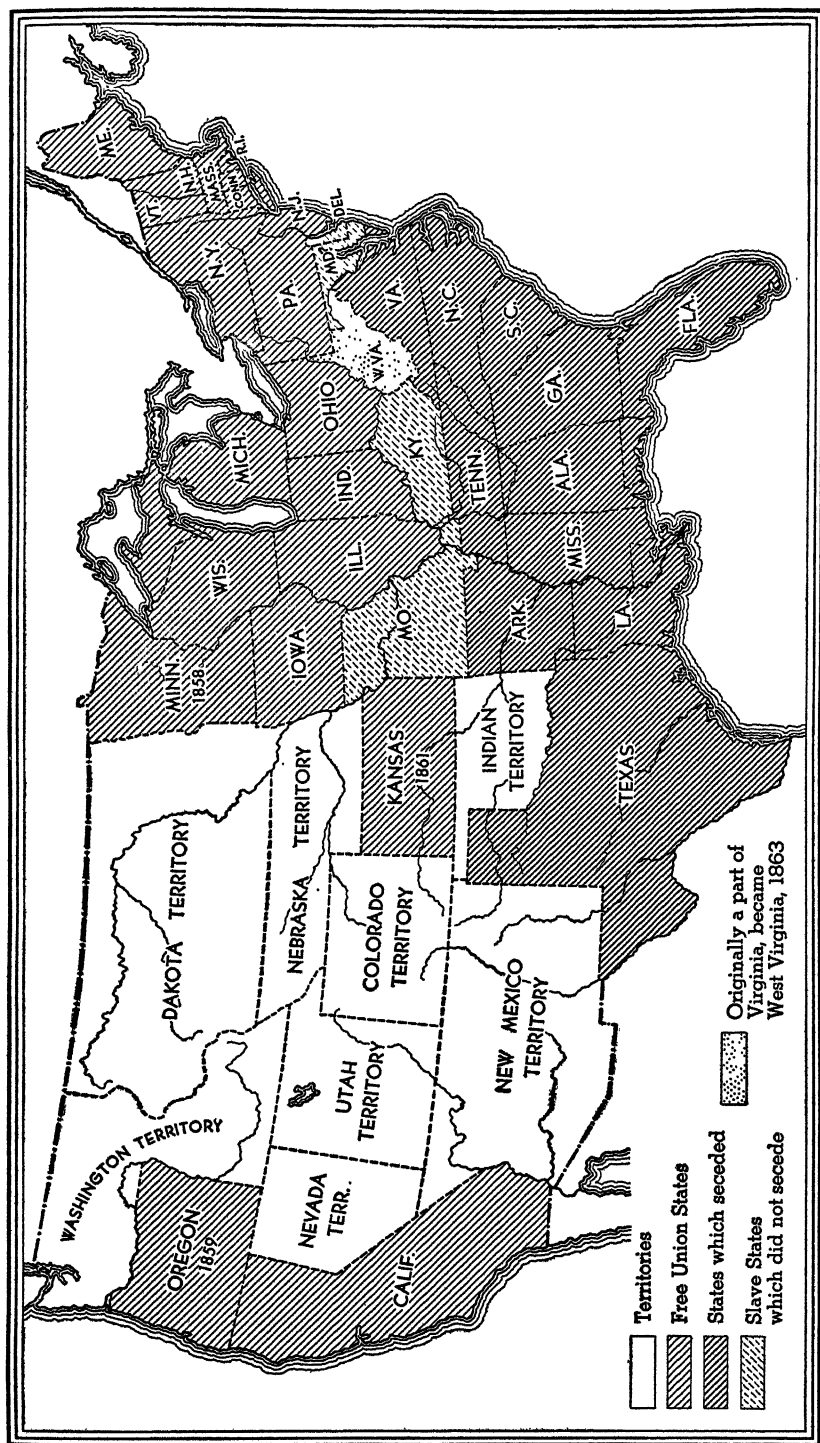 WASHINGTON TERRITORY
OREGON
1859
CALIF.
NEVADA
TERR..
UTAH
TERRITORY
DAKOTA TERRITORY
NEBRASKA TERRITORY
COLORADO
TERRITORY
NEW MEXICO
TERRITORY
KANSAS
1861
INDIAN
TERRITORY
TEXAS
MINN.
1858
IOWA
MO.
ARK.
LA.
WIS.
ILL.
MICH.
IND.
OHIO
KY
TENN.
MISS.
ALA.
GA.
FLA.
S.C.
N.C.
VA.
W.VA.
MD.
DEL.
PA.
N.J.
N.Y.
CONN.
R.I.
MASS.
VT.
N.H.
ME.
Territories
Free Union States
States which seceded
Slave States
which did not secede
Originally a part of
Virginia, became
West Virginia, 1863